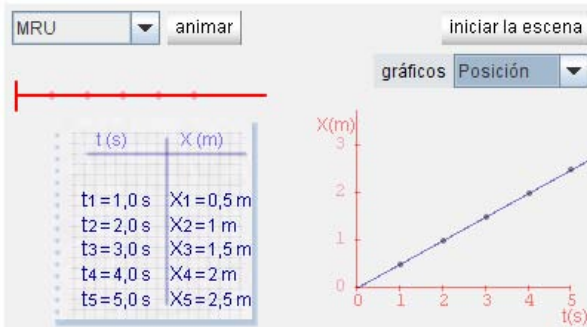 MRU animar iniciar la escena
gráficos Posición
t (s) X (m)
t1=1,0 s X1=0,5 m
t2=2,0 s X2=1 m
t3=3,0 s X3=1,5 m
t4=4,0 s X4=2 m
t5=5,0 s X5=2,5 m
X(m)
3
2
1
0
0 1 2 3 4 5
t(s)